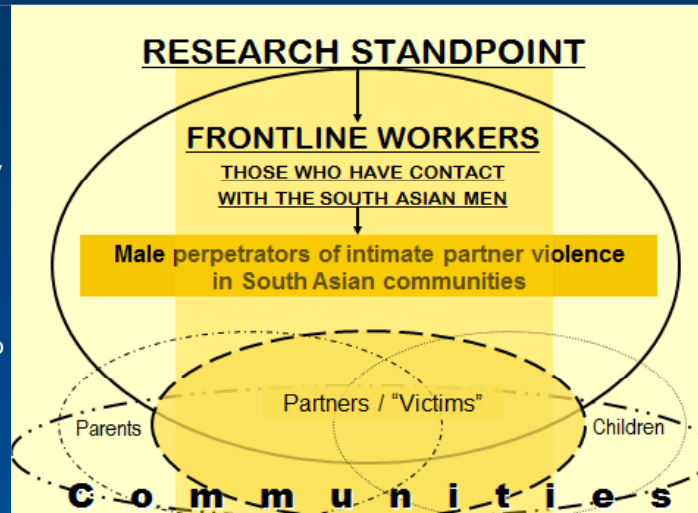 RESEARCH STANDPOINT
FRONTLINE WORKERS
THOSE WHO HAVE CONTACT
WITH THE SOUTH ASIAN MEN
Male perpetrators of intimate partner violence
in South Asian communities
Partners / “Victims”
Parents
Children
Communities